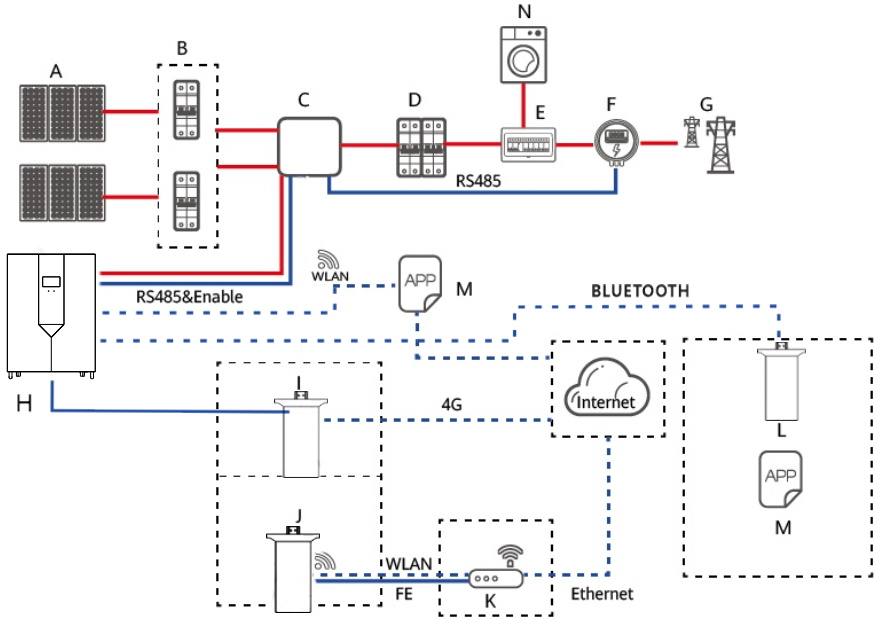 N
B
A
C
D
E
F
G
RS485
WLAN
APP
M
RS485&Enable
BLUETOOTH
H
I
4G
Internet
L
APP
J
M
WLAN
FE
K
Ethernet